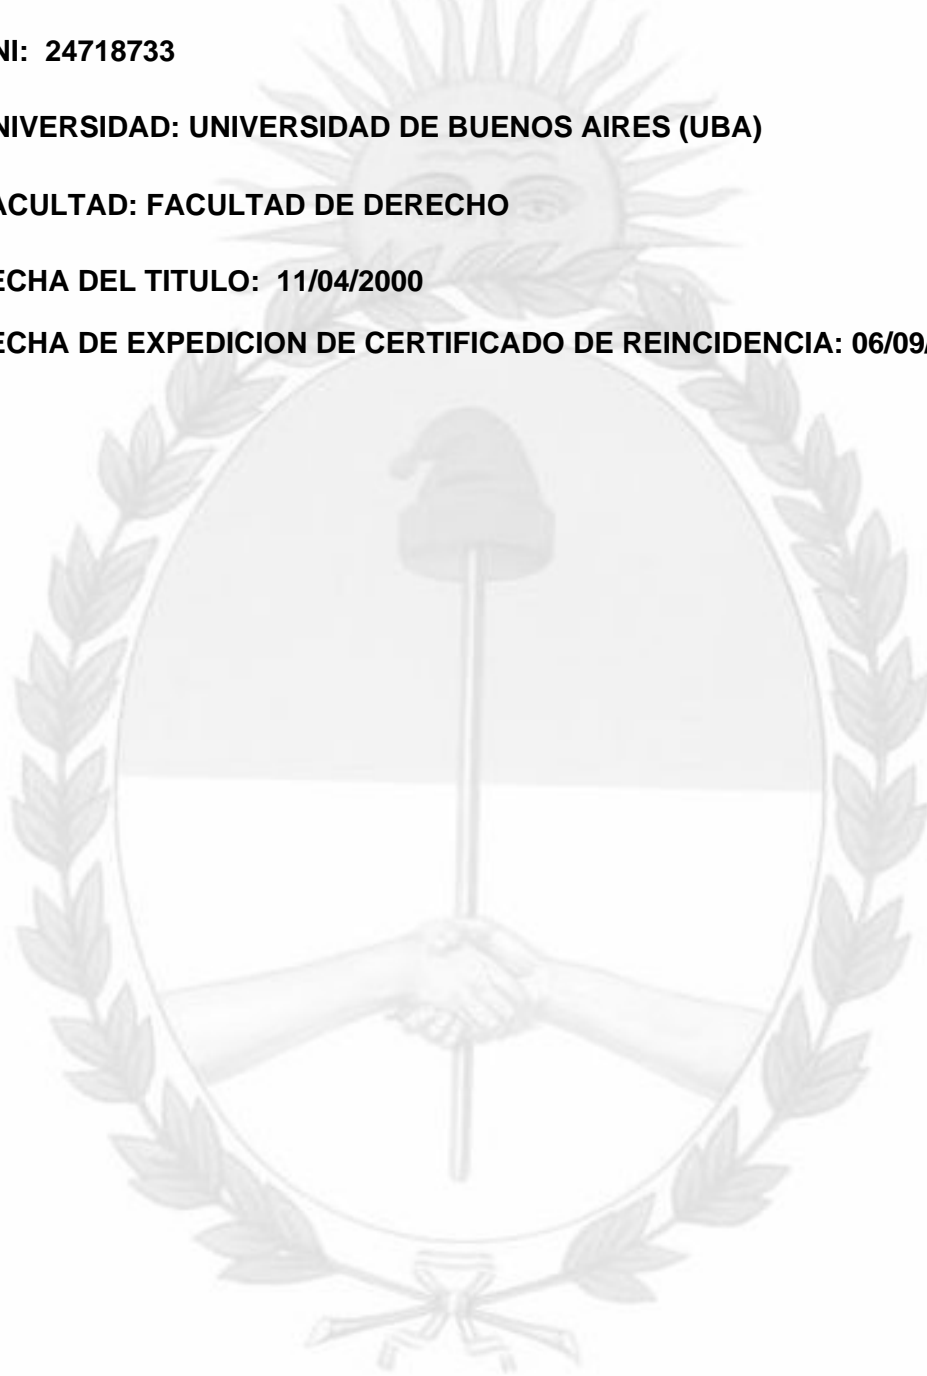 NI: 24718733
NIVERSIDAD: UNIVERSIDAD DE BUENOS AIRES (UBA)
ACULTAD: FACULTAD DE DERECHO
ECHA DEL TITULO: 11/04/2000
ECHA DE EXPEDICION DE CERTIFICADO DE REINCIDENCIA: 06/09/